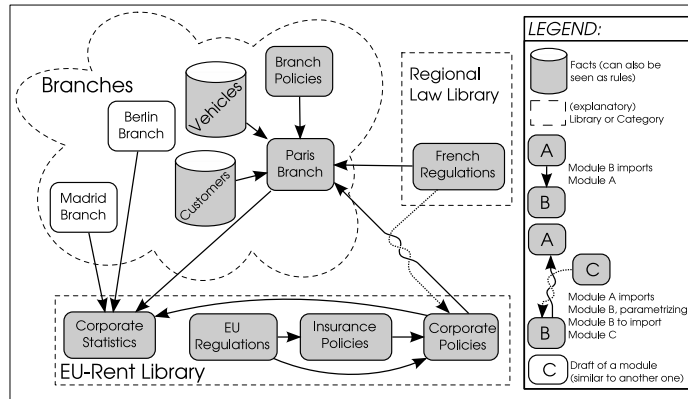 Branches
Berlin
Branch
Madrid
Branch
Vehicles
Customers
Branch
Policies
Paris
Branch
Regional
Law Library
French
Regulations
Corporate
Statistics
EU
Regulations
Insurance
Policies
Corporate
Policies
EU-Rent Library
LEGEND:
Facts (can also be
seen as rules)
(explanatory)
Library or Category
A
B
Module B imports
Module A
A
C
B
Module A imports
Module B, parametrizing
Module B to import
Module C
C
Draft of a module
(similar to another one)